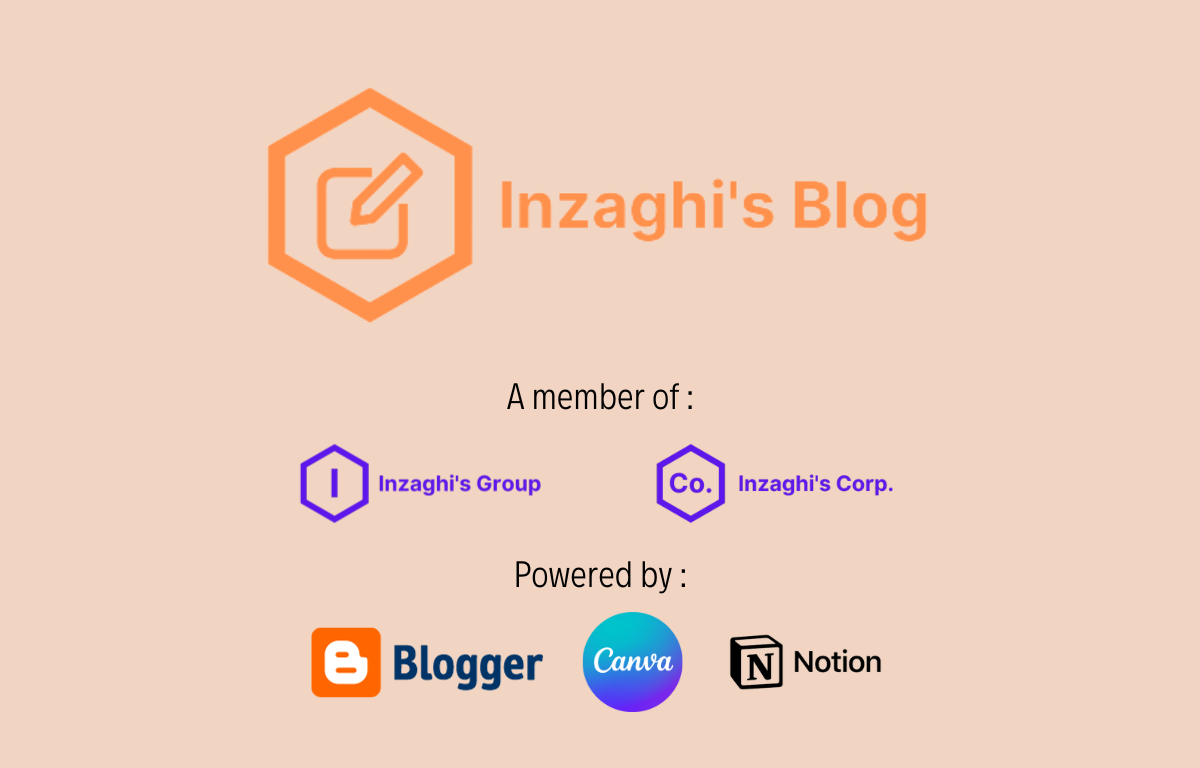 Inzaghi's Blog
A member of :
I Inzaghi's Group
Co. Inzaghi's Corp.
Powered by :
B Blogger
Canva
N Notion